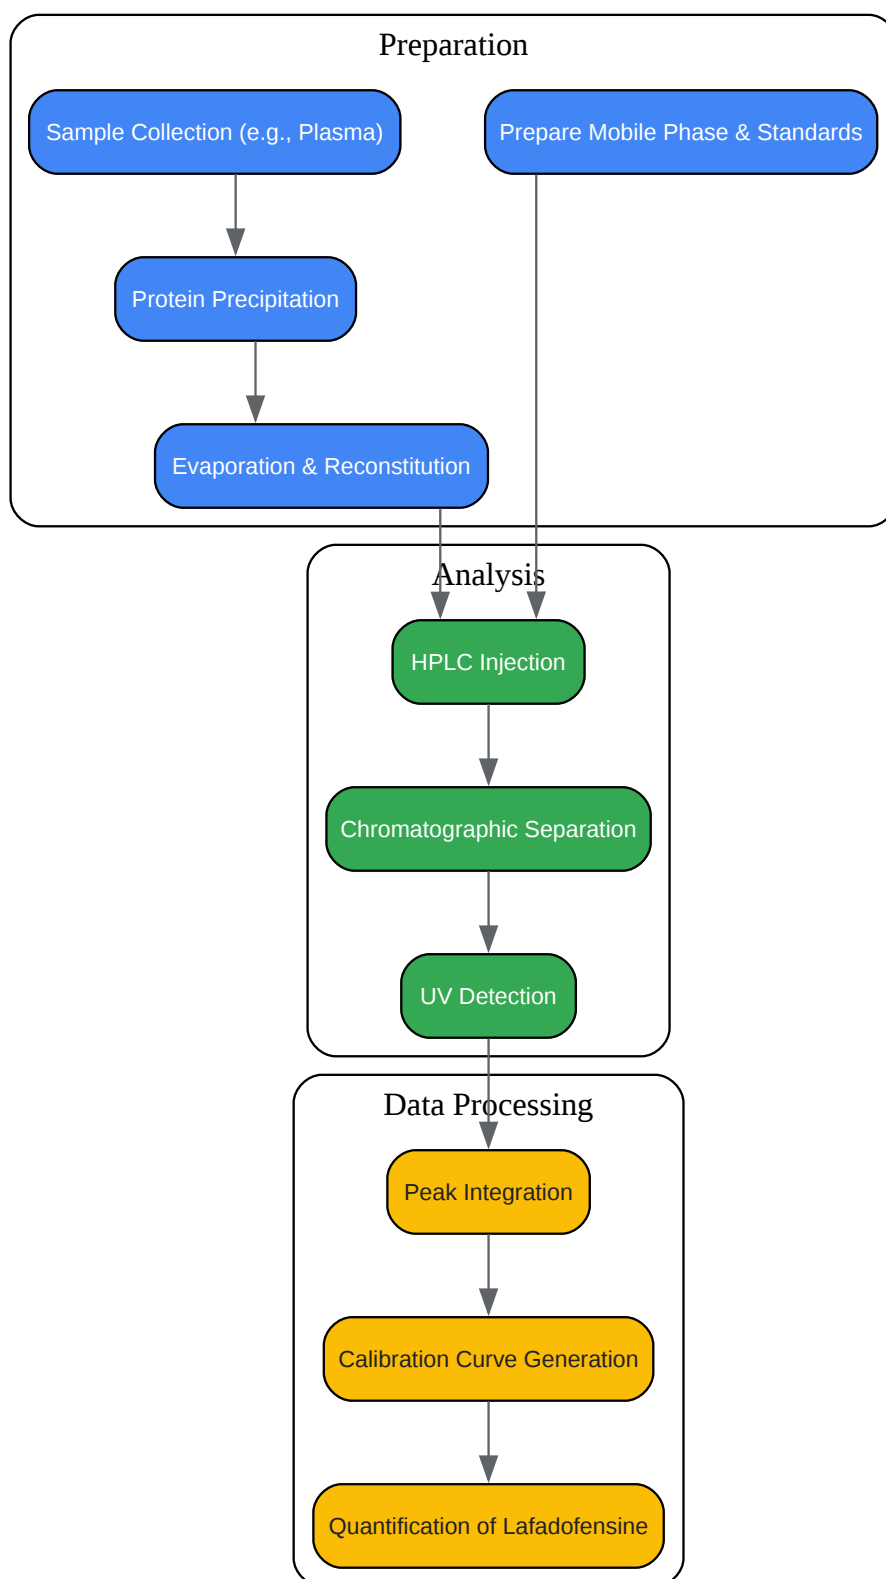 Preparation
Sample Collection (e.g., Plasma)
Prepare Mobile Phase & Standards
Protein Precipitation
Evaporation & Reconstitution
Analysis
HPLC Injection
Chromatographic Separation
UV Detection
Data Processing
Peak Integration
Calibration Curve Generation
Quantification of Lafadofensine